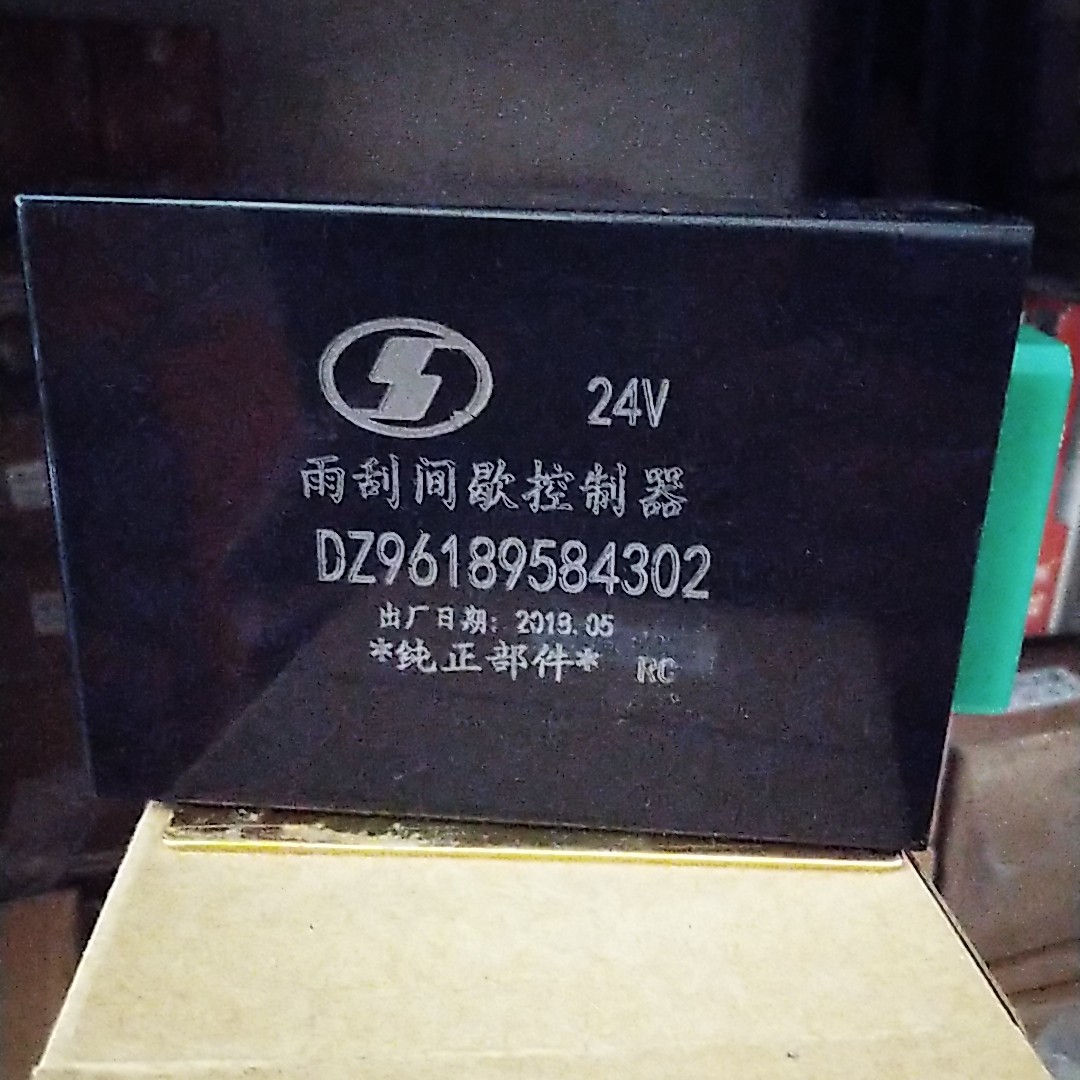 24V
雨刮间歇控制器
DZ96189584302
出厂日期: 2019.05
*纯正部件* RC